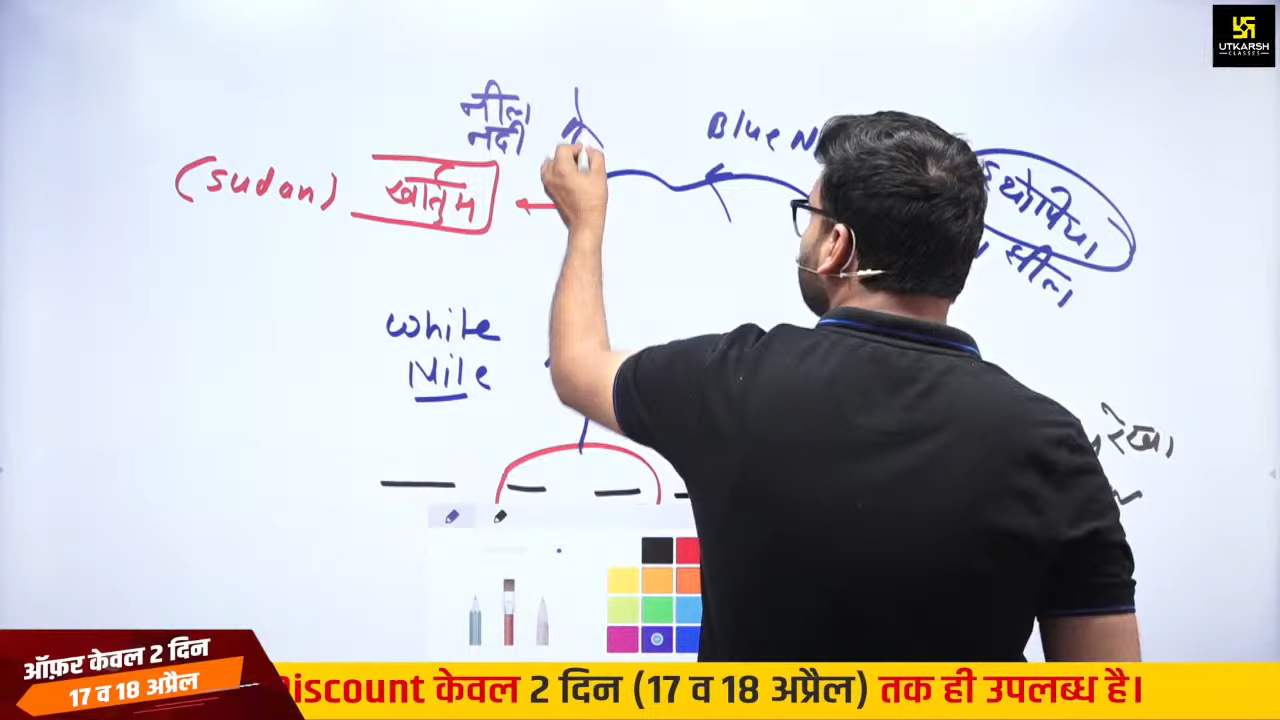 UTKARSH
CLASSES
नील
नदी
Blue N
(sudan)
खार्तुम
इथोपिया
झील
White
Nile
रेखा
ऑफ़र केवल 2 दिन
17 व 18 अप्रैल
Discount केवल 2 दिन (17 व 18 अप्रैल) तक ही उपलब्ध है।